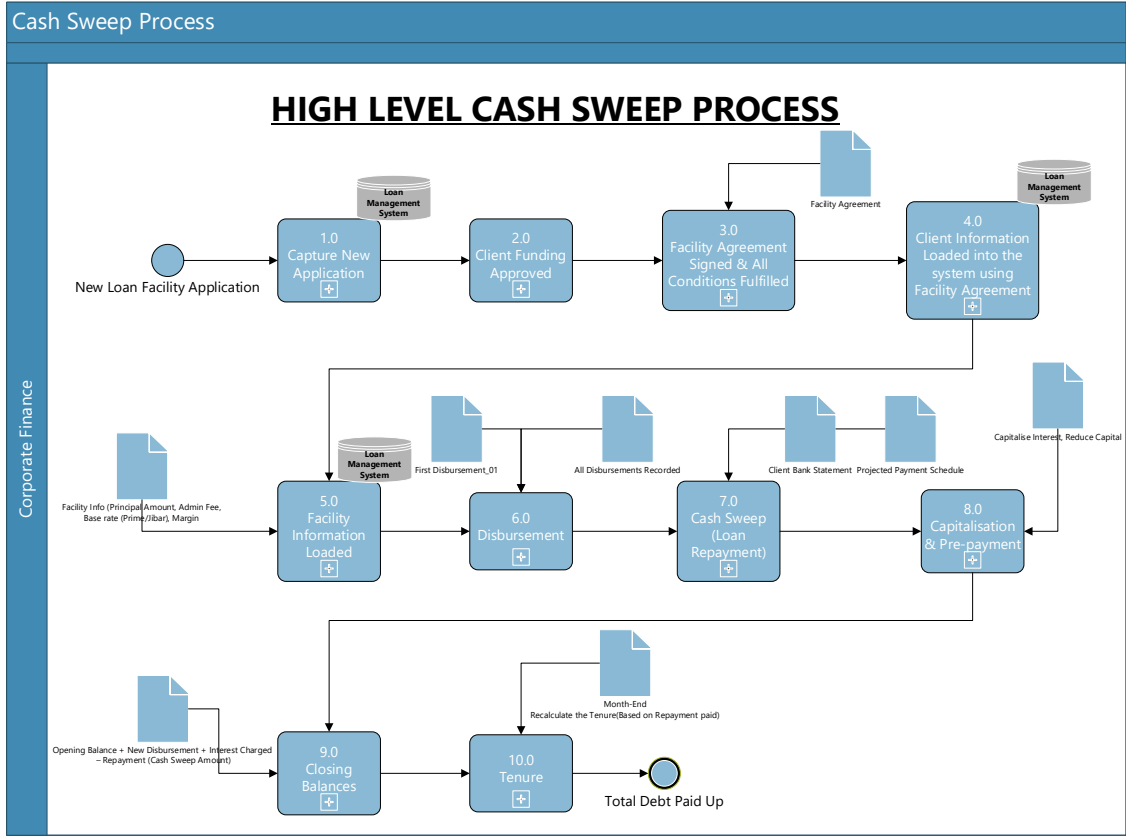 Cash Sweep Process
Corporate Finance
HIGH LEVEL CASH SWEEP PROCESS
New Loan Facility Application
Loan
Management
System
1.0
Capture New
Application
2.0
Client Funding
Approved
Facility Agreement
3.0
Facility Agreement
Signed & All
Conditions Fulfilled
Loan
Management
System
4.0
Client Information
Loaded into the
system using
Facility Agreement
Facility Info (Principal Amount, Admin Fee,
Base rate (Prime/Jibar), Margin
Loan
Management
System
5.0
Facility
Information
Loaded
First Disbursement_01
All Disbursements Recorded
6.0
Disbursement
Client Bank Statement
Projected Payment Schedule
7.0
Cash Sweep
(Loan
Repayment)
Capitalise Interest, Reduce Capital
8.0
Capitalisation
& Pre-payment
Opening Balance + New Disbursement + Interest Charged
– Repayment (Cash Sweep Amount)
9.0
Closing
Balances
Month-End
Recalculate the Tenure(Based on Repayment paid)
10.0
Tenure
Total Debt Paid Up